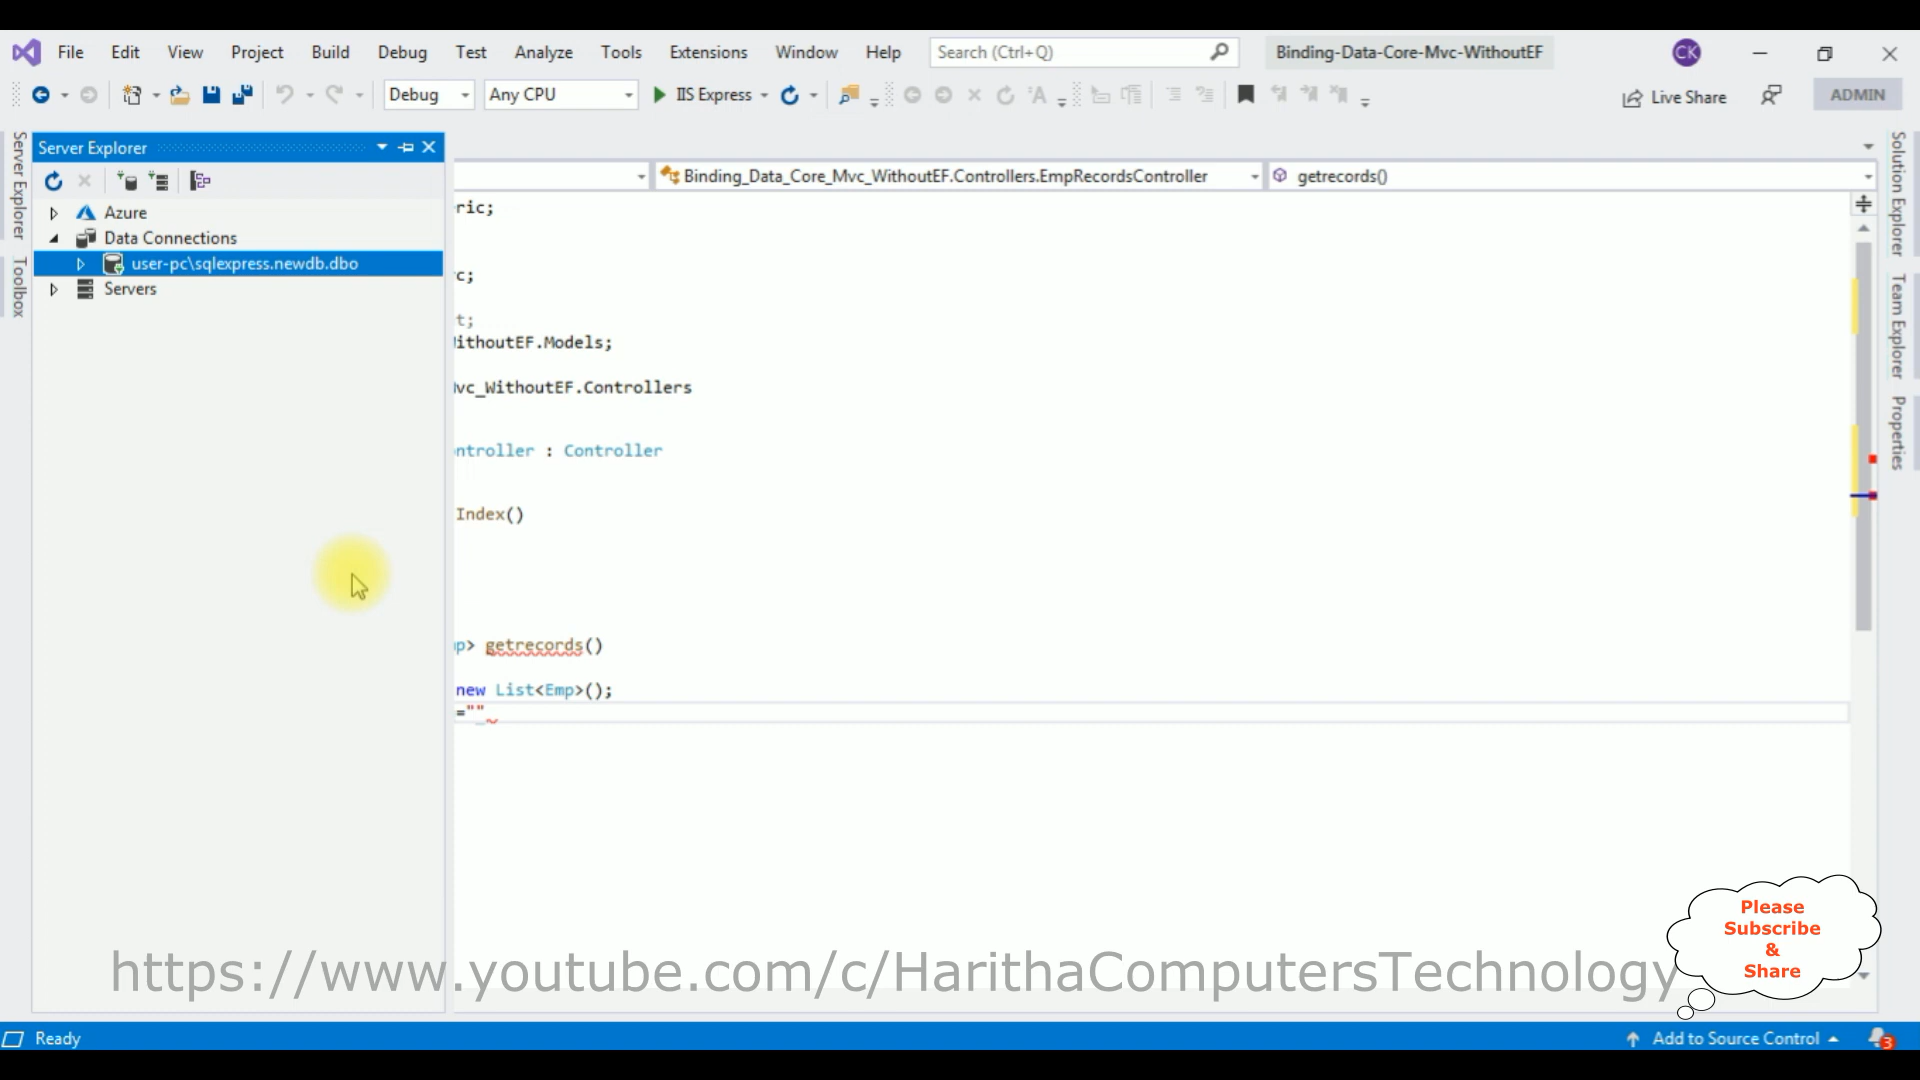 File Edit View Project Build Debug Test Analyze Tools Extensions Window Help Search (Ctrl+Q) Binding-Data-Core-Mvc-WithoutEF CK
Debug Any CPU IIS Express Live Share ADMIN
Server Explorer
Toolbox
Server Explorer
Azure
Data Connections
user-pc\sqlexpress.newdb.dbo
Servers
Binding_Data_Core_Mvc_WithoutEF.Controllers.EmpRecordsController getrecords()
ric;
c;
t;
ithoutEF.Models;
vc_WithoutEF.Controllers
ontroller : Controller
Index()
p> getrecords()
new List<Emp>();
=""
Solution Explorer
Team Explorer
Properties
Please
Subscribe
&
Share
https://www.youtube.com/c/HarithaComputersTechnology
Ready Add to Source Control 3